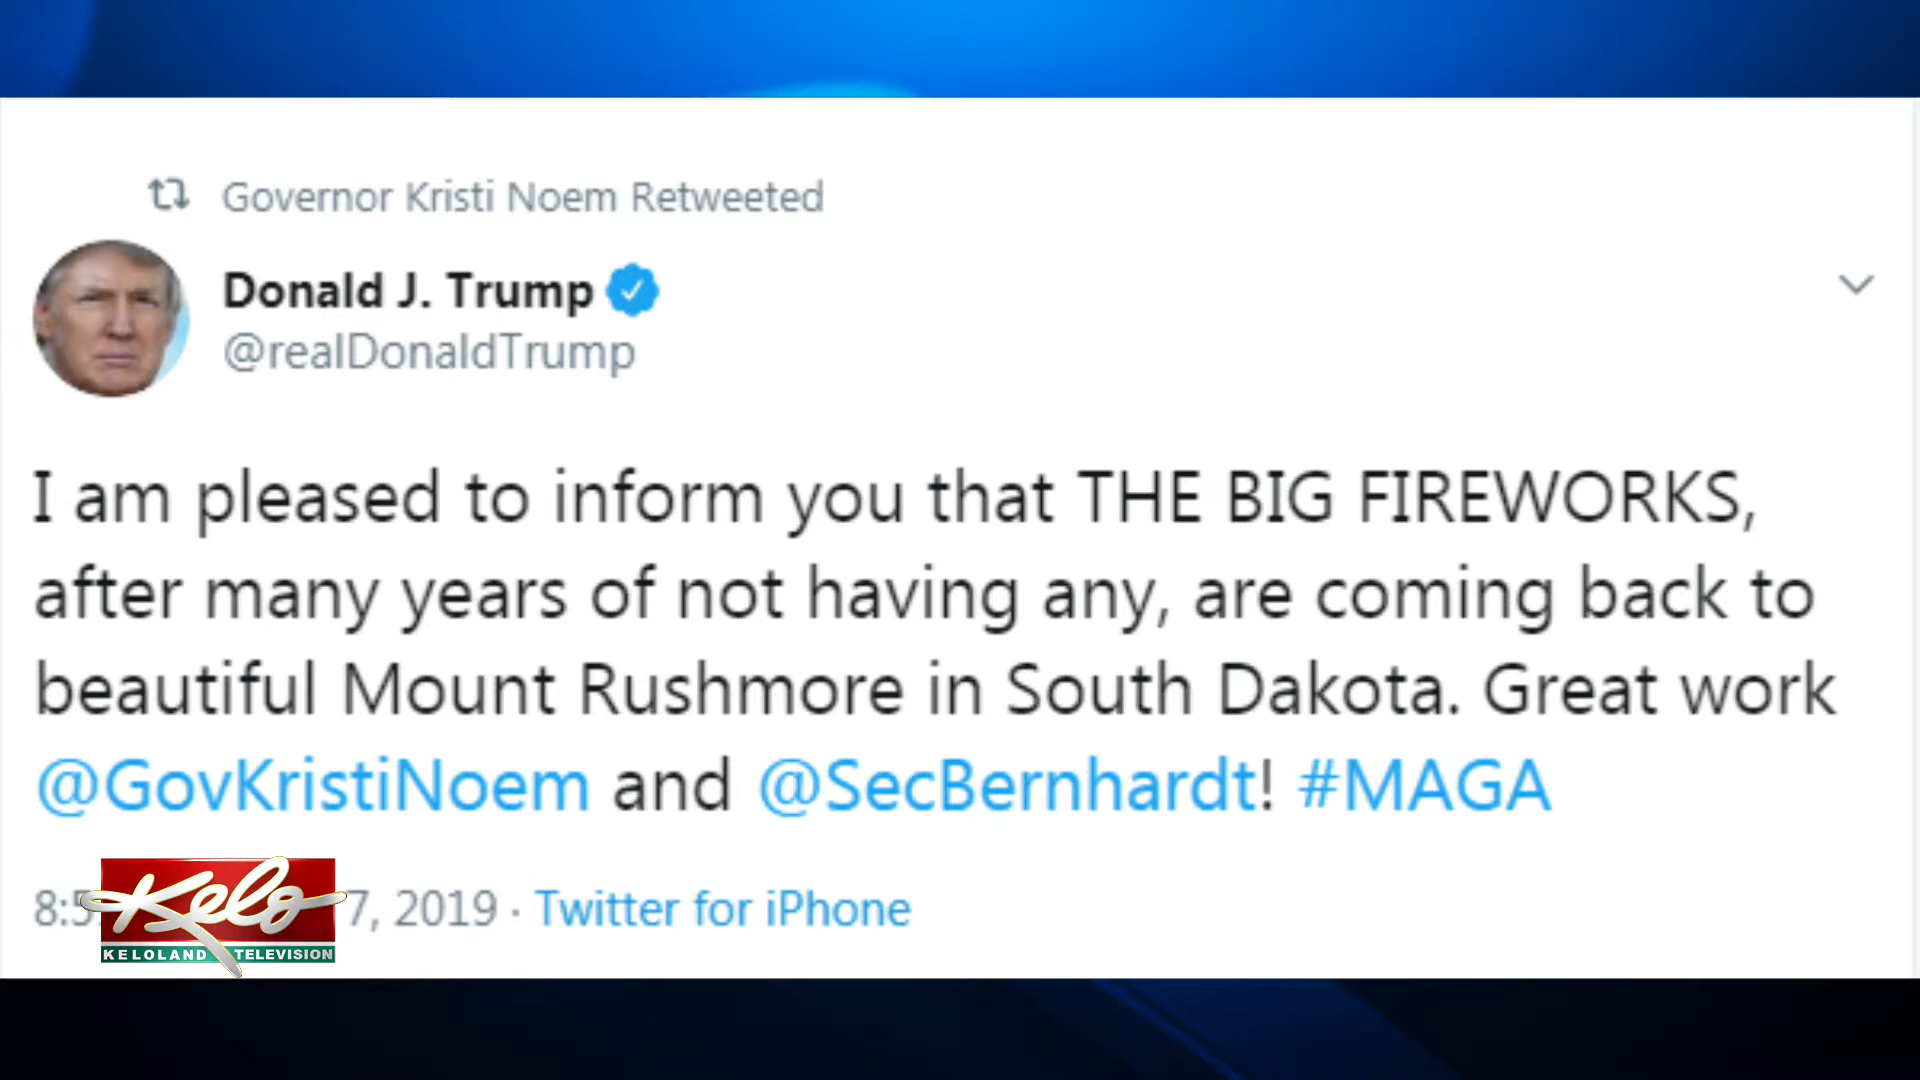 Governor Kristi Noem Retweeted
Donald J. Trump
@realDonaldTrump
I am pleased to inform you that THE BIG FIREWORKS,
after many years of not having any, are coming back to
beautiful Mount Rushmore in South Dakota. Great work
@GovKristiNoem and @SecBernhardt! #MAGA
7, 2019 · Twitter for iPhone
Kelo
KELOLAND TELEVISION